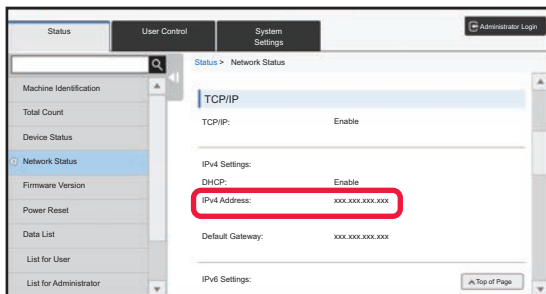 Status
User Control
System
Settings
Administrator Login
Status > Network Status
Machine Identification
Total Count
Device Status
Network Status
Firmware Version
Power Reset
Data List
List for User
List for Administrator
TCP/IP
TCP/IP: Enable
IPv4 Settings:
DHCP: Enable
IPv4 Address: xxx.xxx.xxx.xxx
Default Gateway: xxx.xxx.xxx.xxx
IPv6 Settings:
Top of Page